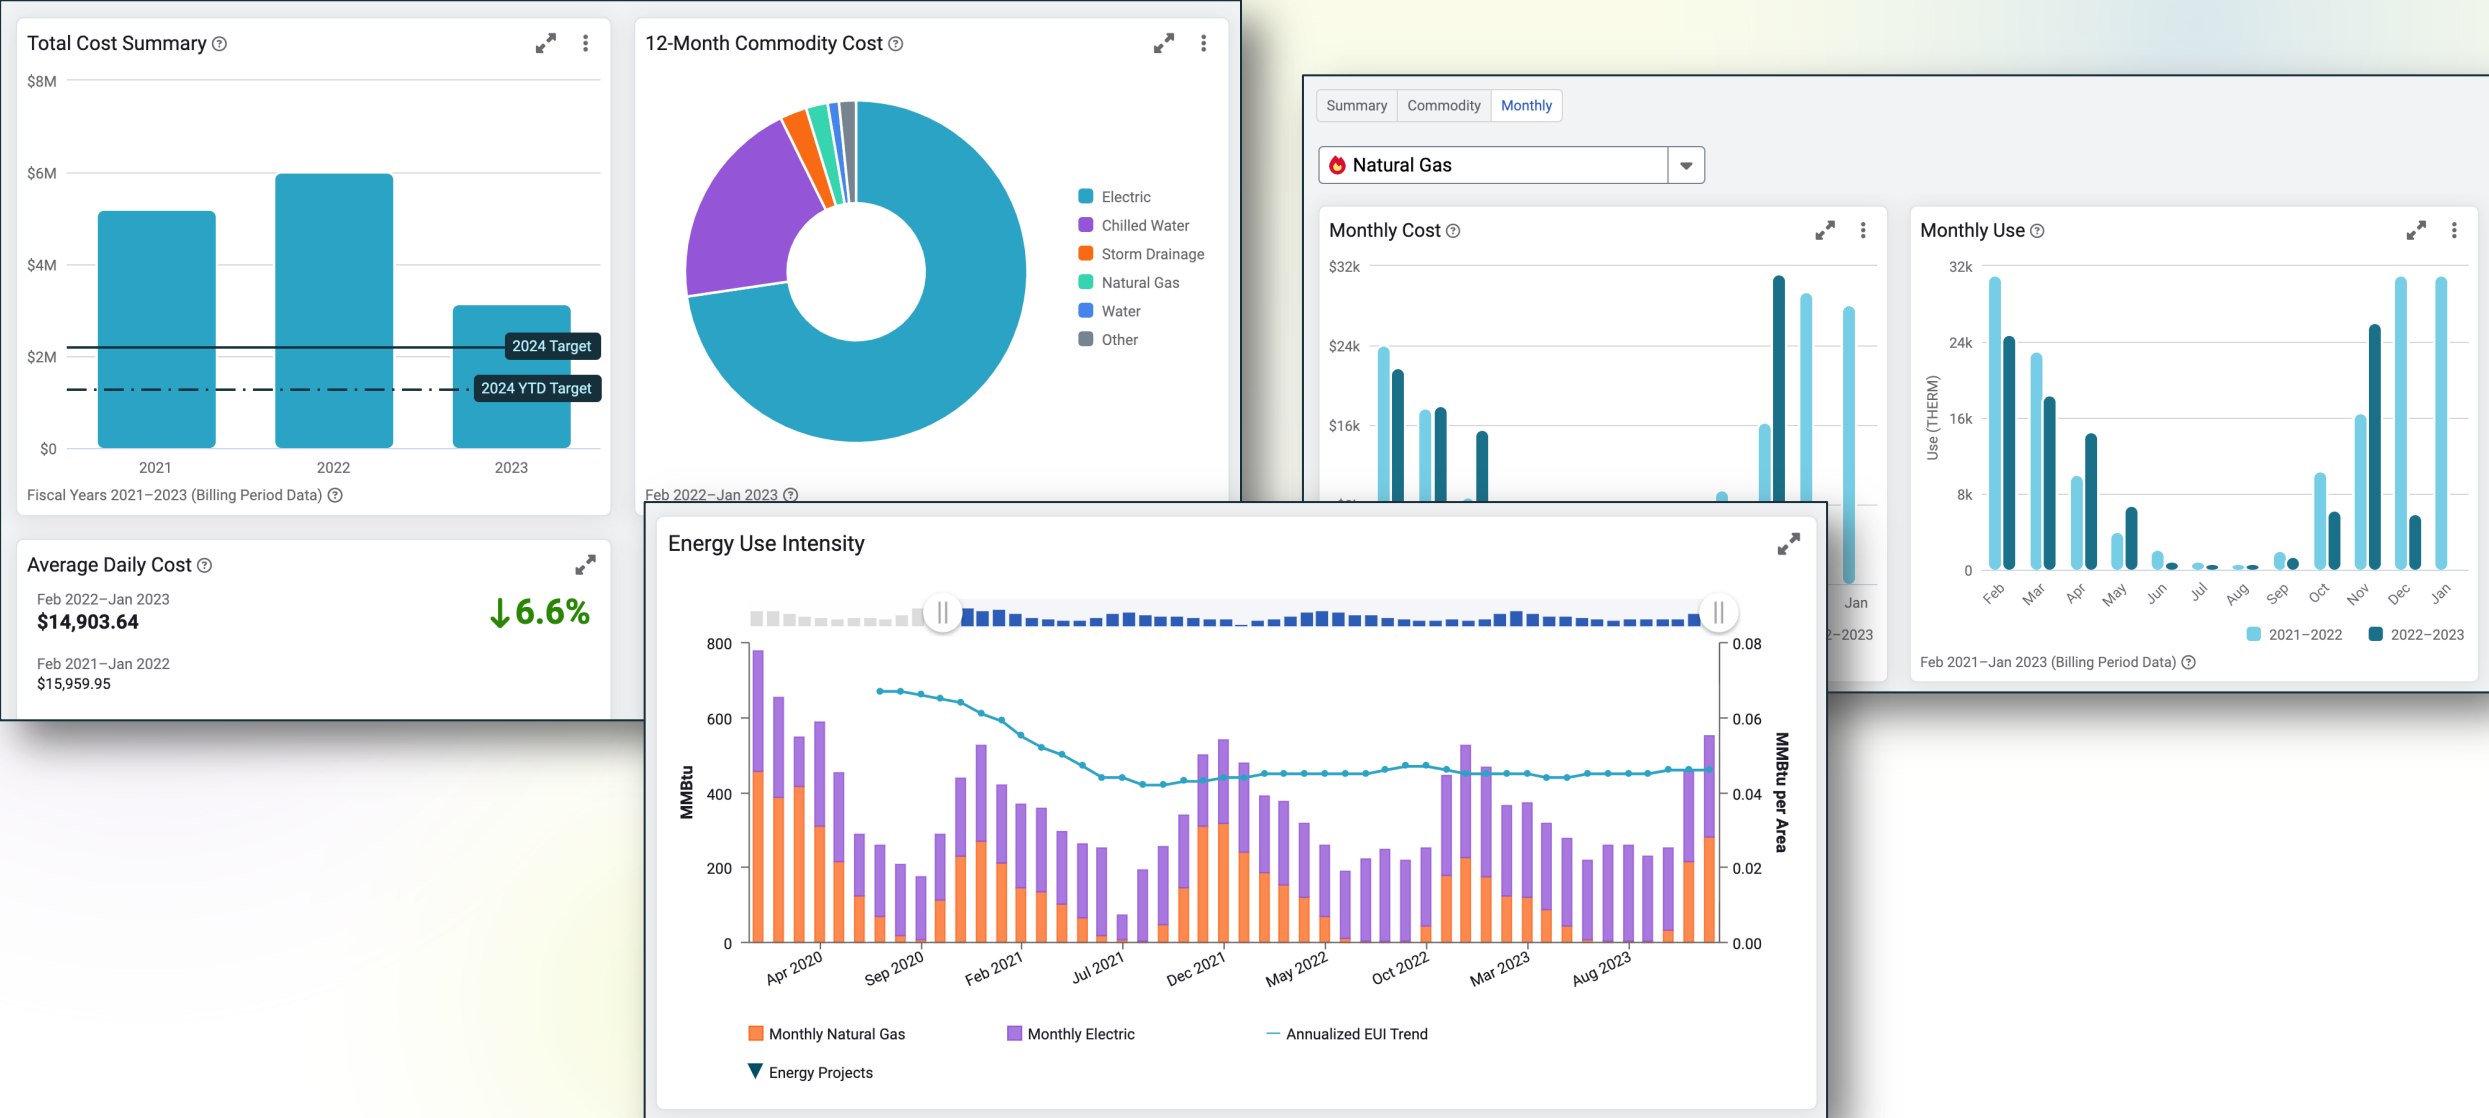 Total Cost Summary
$8M
$6M
$4M
$2M
$0
2024 Target
2024 YTD Target
2021
2022
2023
Fiscal Years 2021–2023 (Billing Period Data)
12-Month Commodity Cost
Electric
Chilled Water
Storm Drainage
Natural Gas
Water
Other
Feb 2022–Jan 2023
Average Daily Cost
Feb 2022–Jan 2023
$14,903.64
↓6.6%
Feb 2021–Jan 2022
$15,959.95
Summary
Commodity
Monthly
Natural Gas
Monthly Cost
$32k
$24k
$16k
Jan
2–2023
Monthly Use
Use (THERM)
32k
24k
16k
8k
0
Feb
Mar
Apr
May
Jun
Jul
Aug
Sep
Oct
Nov
Dec
Jan
2021–2022
2022–2023
Feb 2021–Jan 2023 (Billing Period Data)
Energy Use Intensity
MMBtu
800
600
400
200
0
0.08
0.06
0.04
0.02
0.00
MMBtu per Area
Apr 2020
Sep 2020
Feb 2021
Jul 2021
Dec 2021
May 2022
Oct 2022
Mar 2023
Aug 2023
Monthly Natural Gas
Monthly Electric
Annualized EUI Trend
Energy Projects